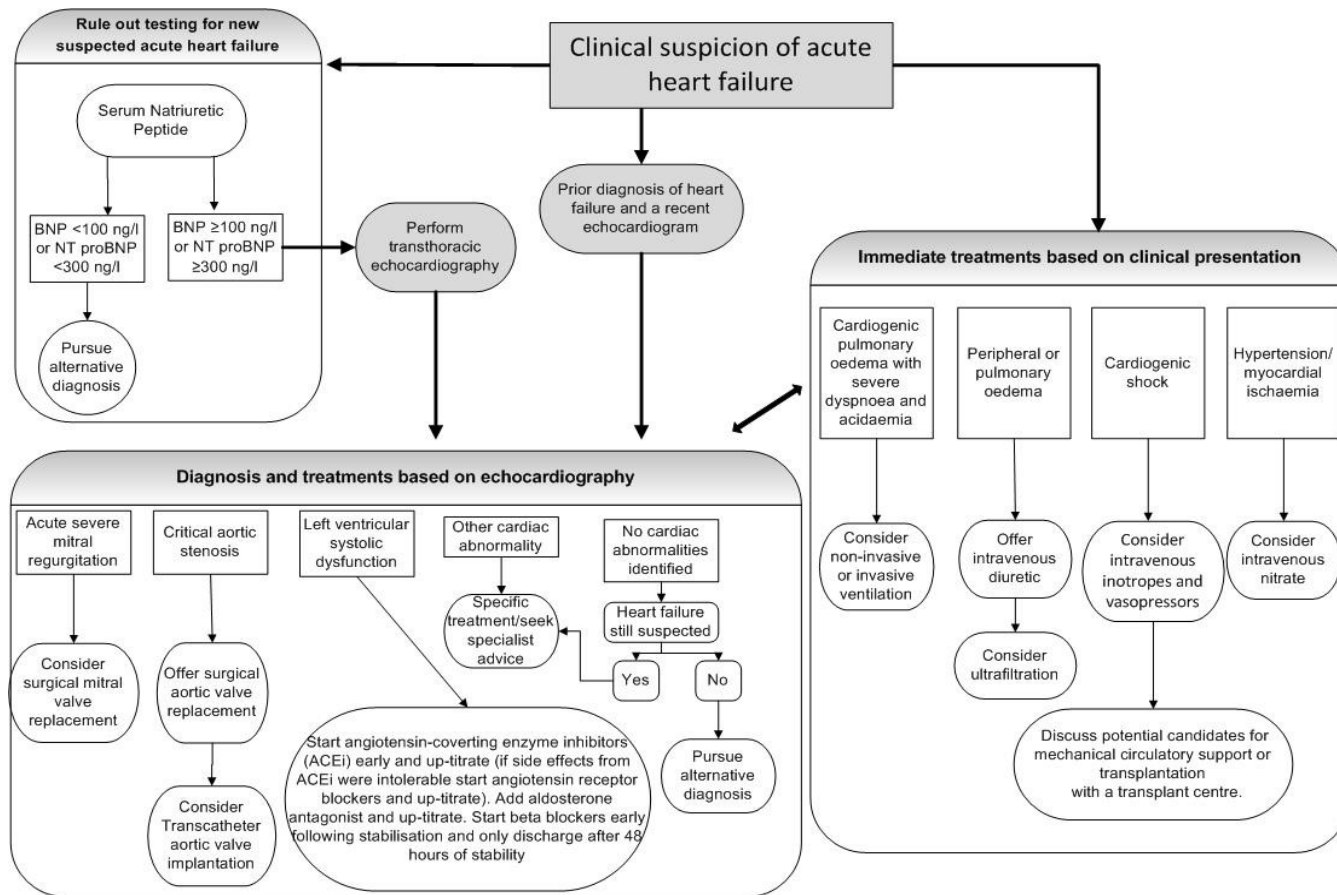 Rule out testing for new
suspected acute heart failure
Serum Natriuretic
Peptide
BNP <100 ng/l
or NT proBNP
<300 ng/l
BNP ≥100 ng/l
or NT proBNP
≥300 ng/l
Pursue
alternative
diagnosis
Clinical suspicion of acute
heart failure
Perform
transthoracic
echocardiography
Prior diagnosis of heart
failure and a recent
echocardiogram
Immediate treatments based on clinical presentation
Cardiogenic
pulmonary
oedema with
severe
dyspnoea and
acidaemia
Peripheral or
pulmonary
oedema
Cardiogenic
shock
Hypertension/
myocardial
ischaemia
Consider
non-invasive
or invasive
ventilation
Offer
intravenous
diuretic
Consider
intravenous
inotropes and
vasopressors
Consider
intravenous
nitrate
Consider
ultrafiltration
Discuss potential candidates for
mechanical circulatory support or
transplantation
with a transplant centre.
Diagnosis and treatments based on echocardiography
Acute severe
mitral
regurgitation
Critical aortic
stenosis
Left ventricular
systolic
dysfunction
Other cardiac
abnormality
No cardiac
abnormalities
identified
Consider
surgical mitral
valve
replacement
Offer surgical
aortic valve
replacement
Specific
treatment/seek
specialist
advice
Heart failure
still suspected
Yes
No
Consider
Transcatheter
aortic valve
implantation
Start angiotensin-coverting enzyme inhibitors
(ACEi) early and up-titrate (if side effects from
ACEi were intolerable start angiotensin receptor
blockers and up-titrate). Add aldosterone
antagonist and up-titrate. Start beta blockers early
following stabilisation and only discharge after 48
hours of stability
Pursue
alternative
diagnosis